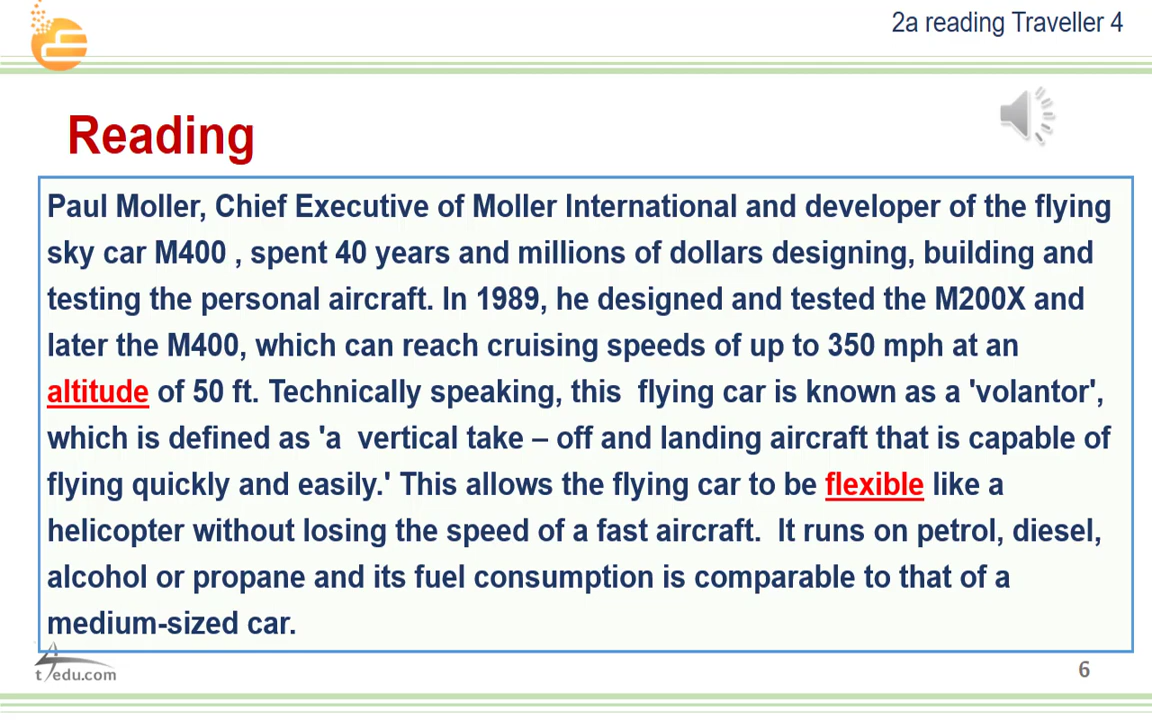 2a reading Traveller 4
Reading
Paul Moller, Chief Executive of Moller International and developer of the flying
sky car M400 , spent 40 years and millions of dollars designing, building and
testing the personal aircraft. In 1989, he designed and tested the M200X and
later the M400, which can reach cruising speeds of up to 350 mph at an
altitude of 50 ft. Technically speaking, this flying car is known as a 'volantor',
which is defined as 'a vertical take – off and landing aircraft that is capable of
flying quickly and easily.' This allows the flying car to be flexible like a
helicopter without losing the speed of a fast aircraft. It runs on petrol, diesel,
alcohol or propane and its fuel consumption is comparable to that of a
medium-sized car.
t4edu.com
6